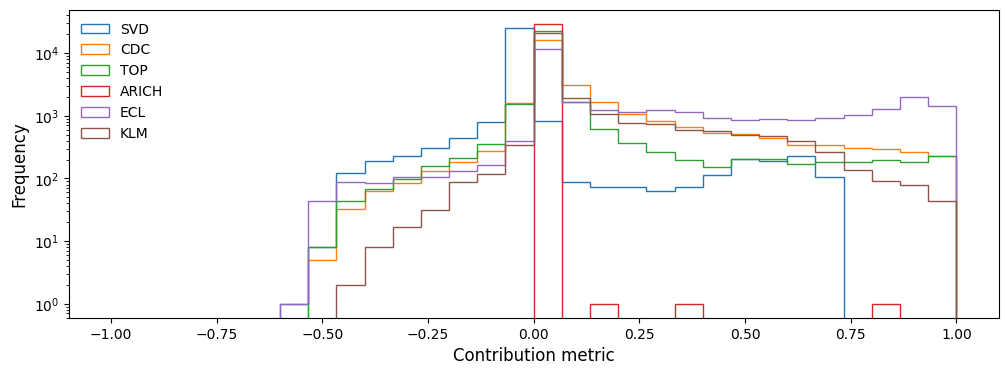 SVD
CDC
TOP
ARICH
ECL
KLM
10⁴
10³
10²
10¹
10⁰
Frequency
−1.00 −0.75 −0.50 −0.25 0.00 0.25 0.50 0.75 1.00
Contribution metric